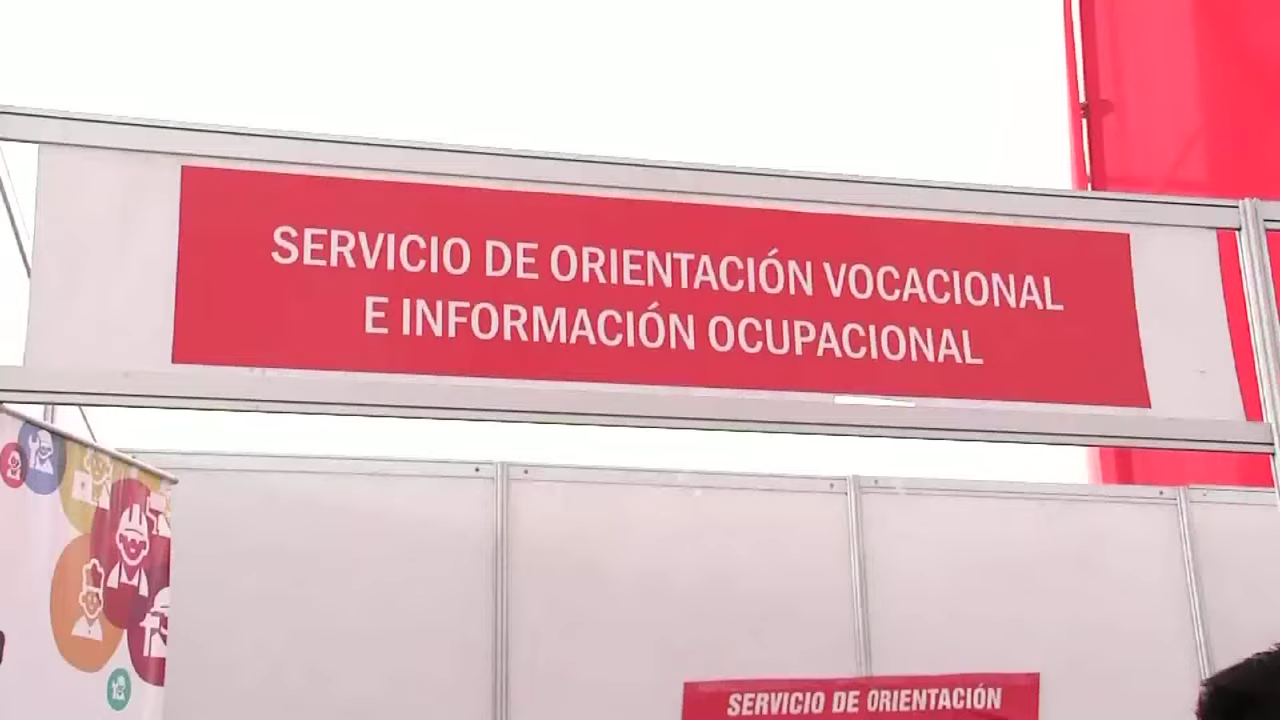 SERVICIO DE ORIENTACIÓN VOCACIONAL
E INFORMACIÓN OCUPACIONAL
SERVICIO DE ORIENTACIÓN